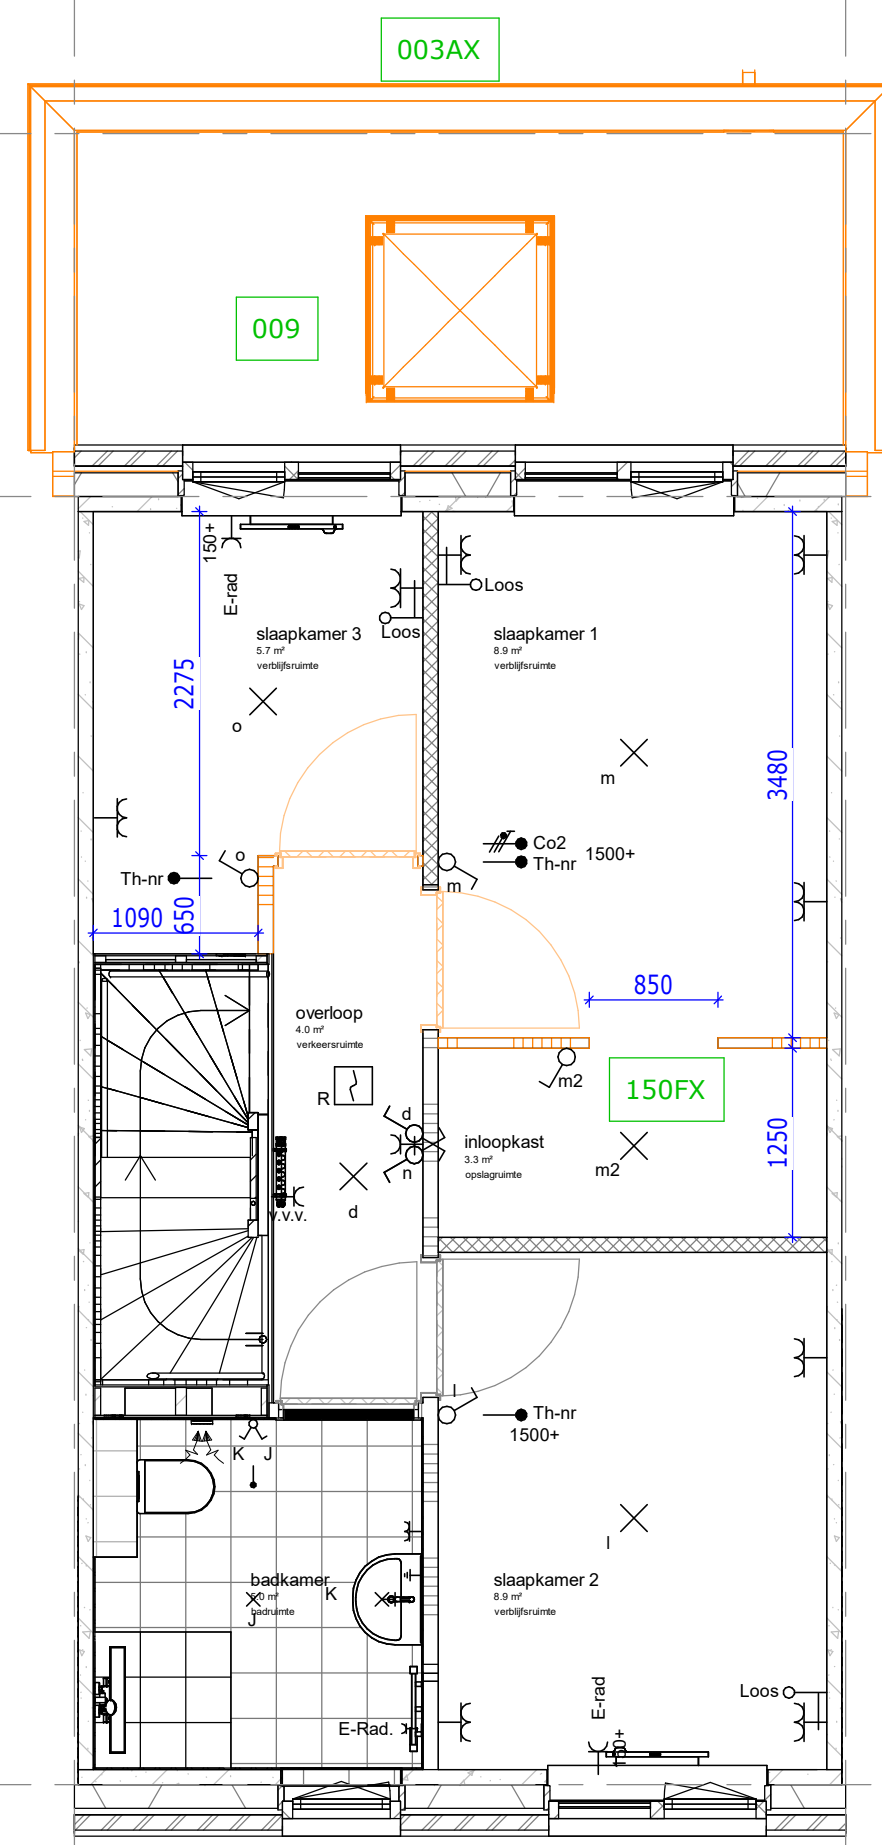 003AX
009
150+
E-rad
Loos
Loos
slaapkamer 3
5.7 m²
verblijfsruimte
slaapkamer 1
8.9 m²
verblijfsruimte
2275
o
m
3480
Co2
Th-nr
1500+
o
Th-nr
m
1090
650
850
overloop
4.0 m²
verkeersruimte
R
m2
150FX
d
n
inloopkast
3.3 m²
opslagruimte
m2
1250
v.v.v.
d
l
Th-nr
1500+
K
J
l
badkamer
badruimte
K
J
slaapkamer 2
8.9 m²
verblijfsruimte
E-rad
Loos
E-Rad.